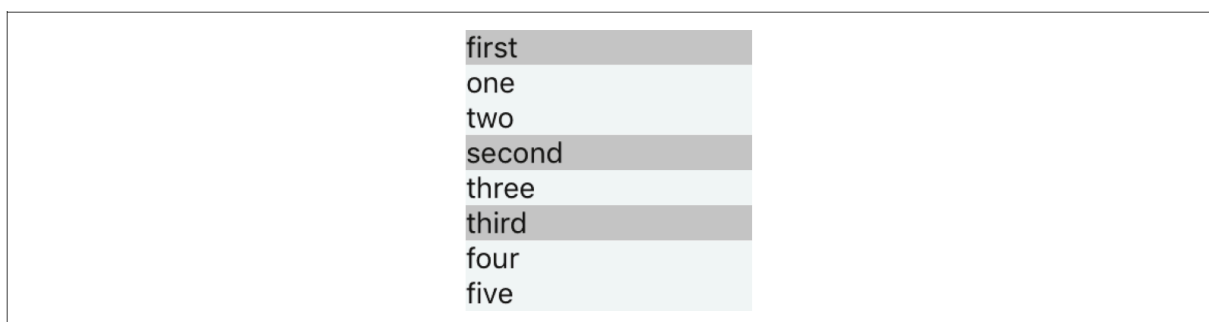 first
one
two
second
three
third
four
five